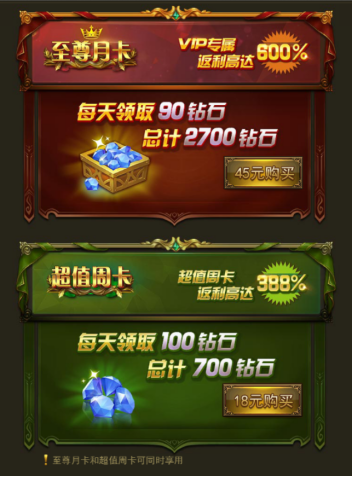 至尊月卡
VIP专属
返利高达 600%
每天领取 90 钻石
总计 2700 钻石
45元购买
超值周卡
超值周卡
返利高达 388%
每天领取 100 钻石
总计 700 钻石
18元购买
! 至尊月卡和超值周卡可同时享用